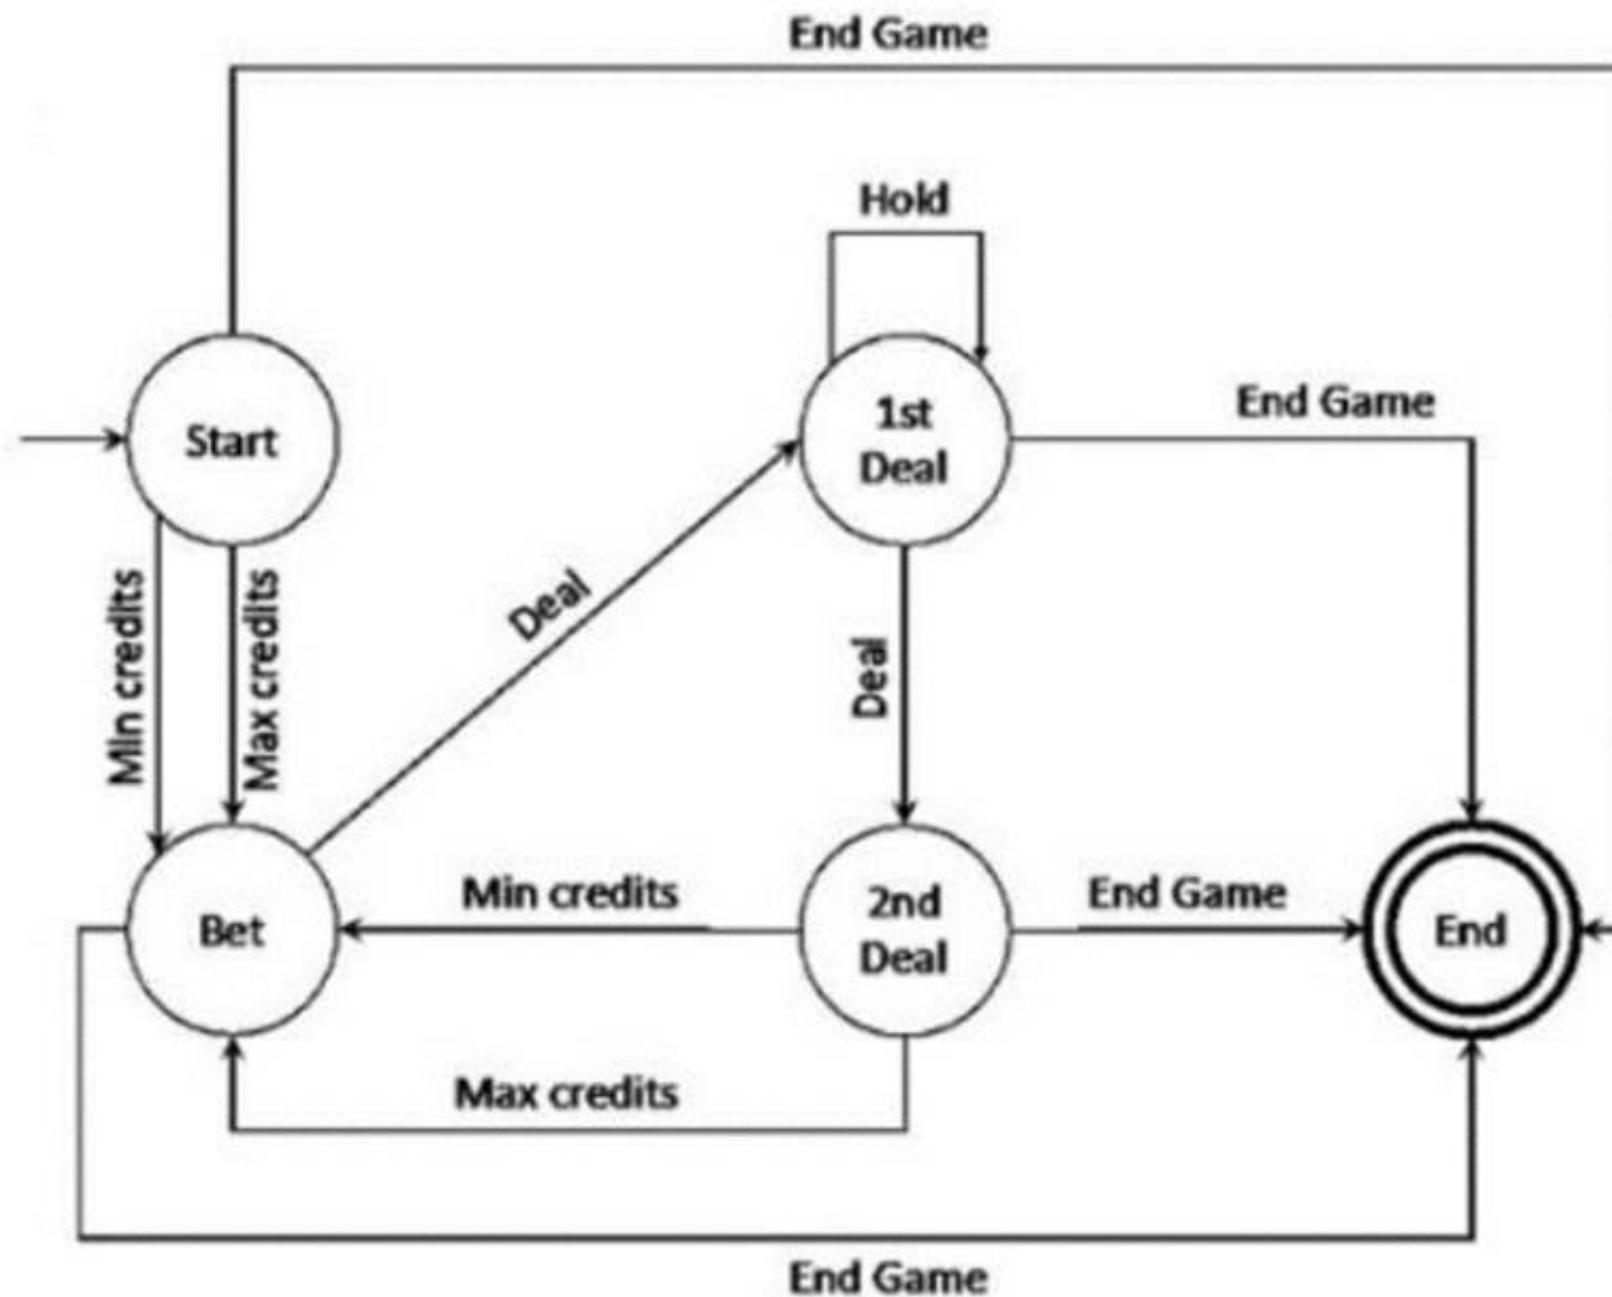 End Game
Hold
1st
Deal
End Game
Start
Min credits
Max credits
Deal
Deal
Min credits
2nd
Deal
End Game
Bet
End
Max credits
End Game